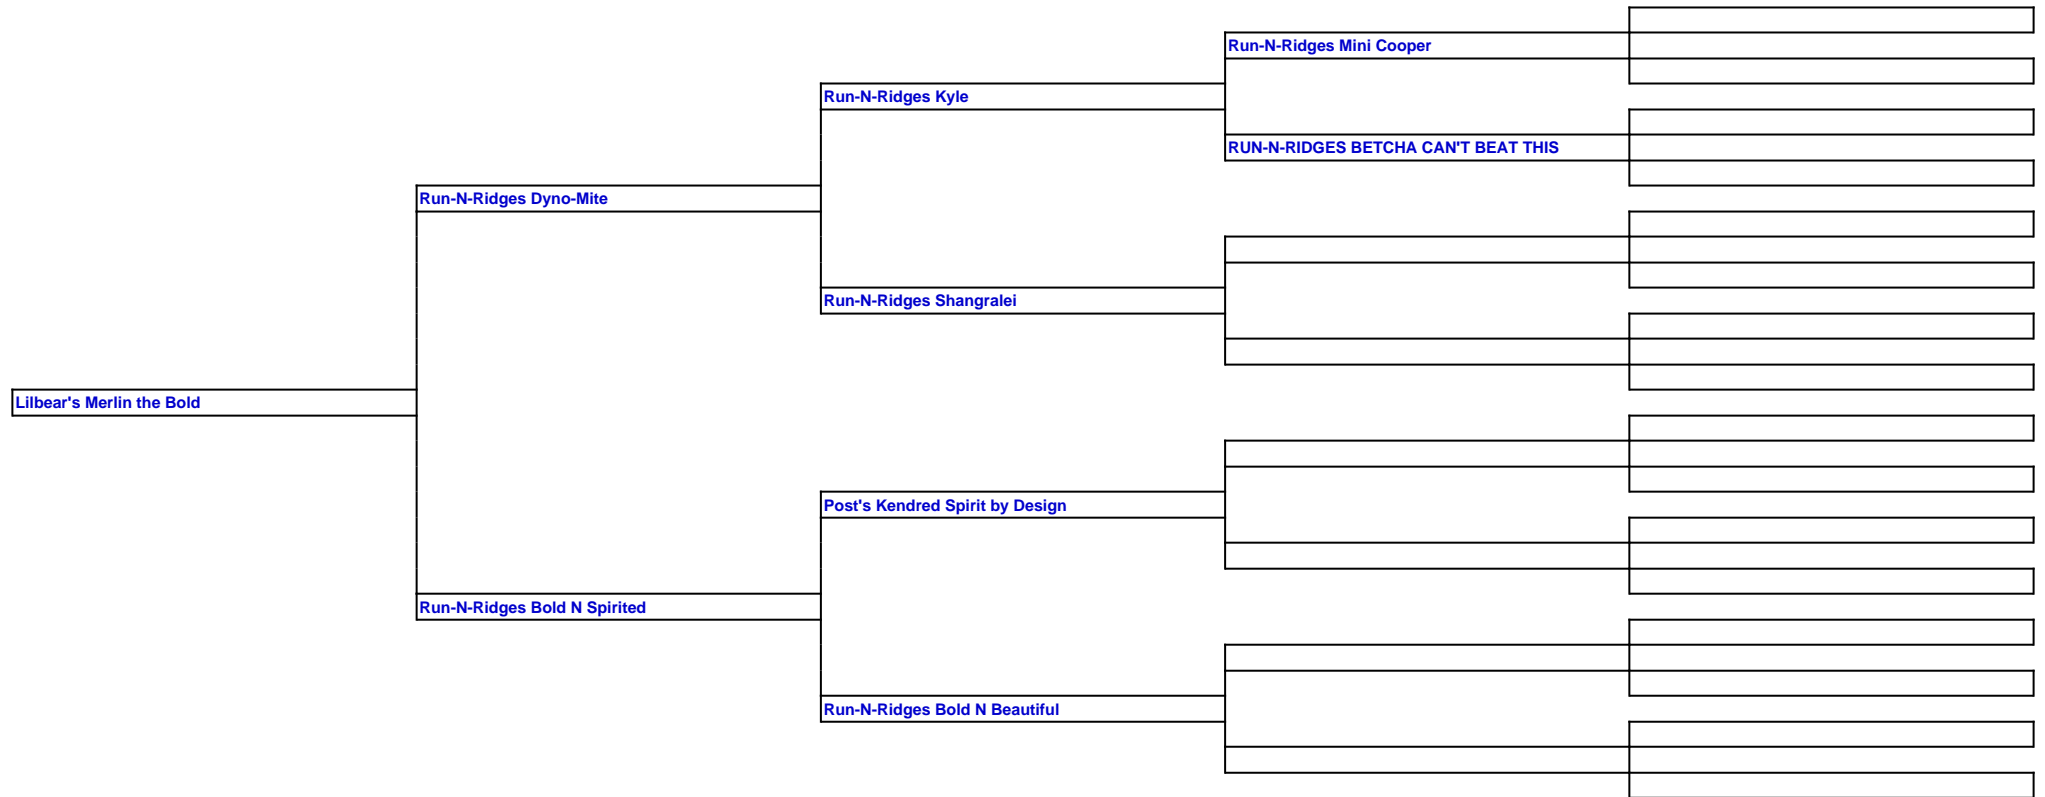 Run-N-Ridges Mini Cooper
Run-N-Ridges Kyle
RUN-N-RIDGES BETCHA CAN'T BEAT THIS
Run-N-Ridges Dyno-Mite
Run-N-Ridges Shangralei
Lilbear's Merlin the Bold
Post's Kendred Spirit by Design
Run-N-Ridges Bold N Spirited
Run-N-Ridges Bold N Beautiful